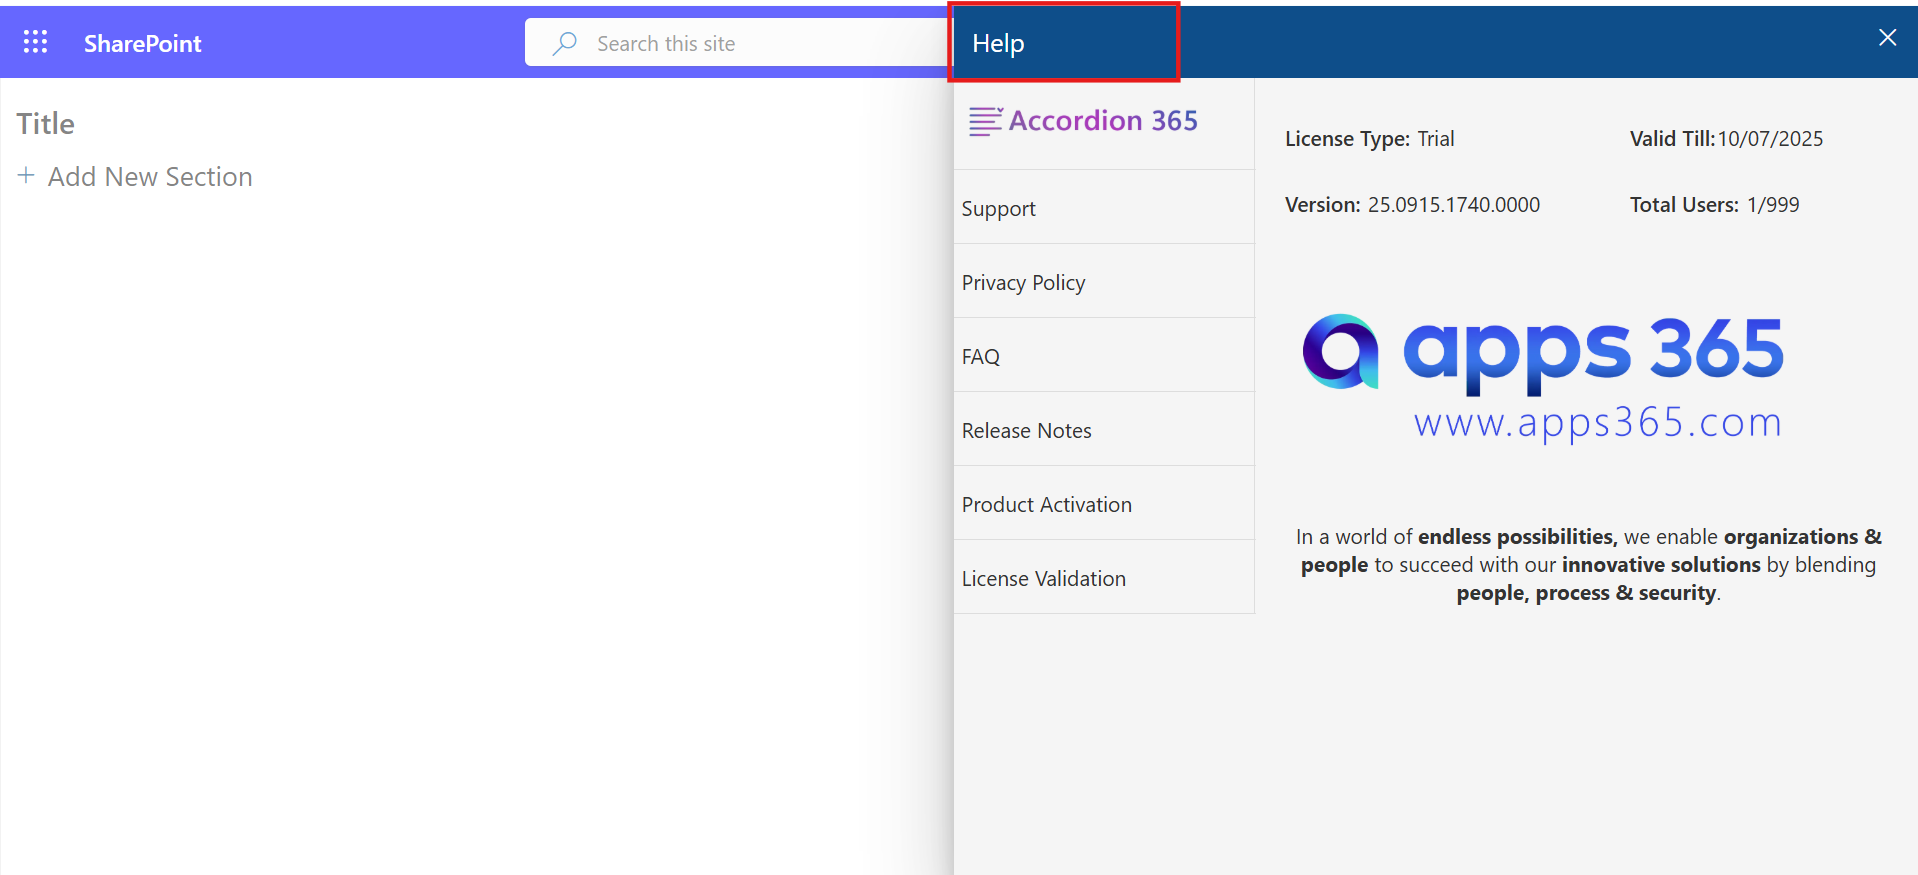 SharePoint
Search this site
Help
Title
+ Add New Section
Accordion 365
Support
Privacy Policy
FAQ
Release Notes
Product Activation
License Validation
License Type: Trial
Valid Till:10/07/2025
Version: 25.0915.1740.0000
Total Users: 1/999
apps 365
www.apps365.com
In a world of endless possibilities, we enable organizations &
people to succeed with our innovative solutions by blending
people, process & security.